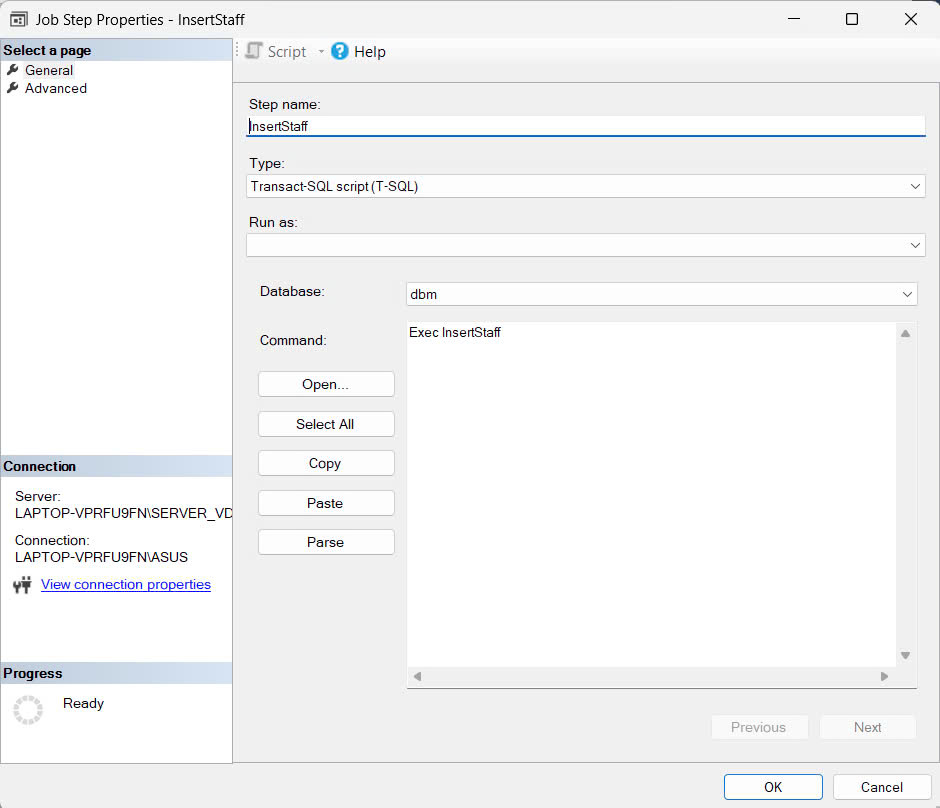 Job Step Properties - InsertStaff
Select a page
General
Advanced
Script
Help
Step name:
InsertStaff
Type:
Transact-SQL script (T-SQL)
Run as:
Database:
dbm
Command:
Exec InsertStaff
Open...
Select All
Copy
Paste
Parse
Connection
Server:
LAPTOP-VPRFU9FN\SERVER_VD
Connection:
LAPTOP-VPRFU9FN\ASUS
View connection properties
Progress
Ready
Previous
Next
OK
Cancel